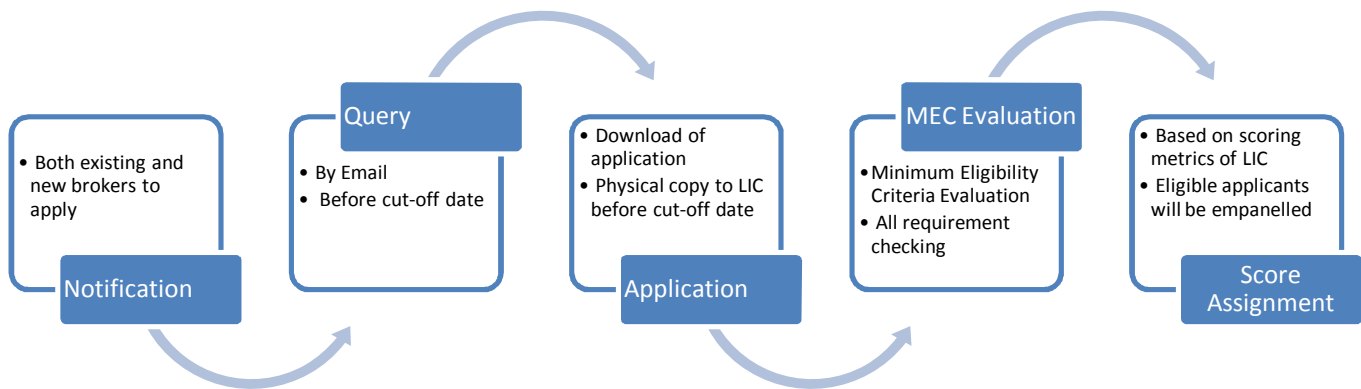 Notification
• Both existing and
new brokers to
apply
Query
• By Email
• Before cut-off date
Application
• Download of
application
• Physical copy to LIC
before cut-off date
MEC Evaluation
• Minimum Eligibility
Criteria Evaluation
• All requirement
checking
Score
Assignment
• Based on scoring
metrics of LIC
• Eligible applicants
will be empanelled